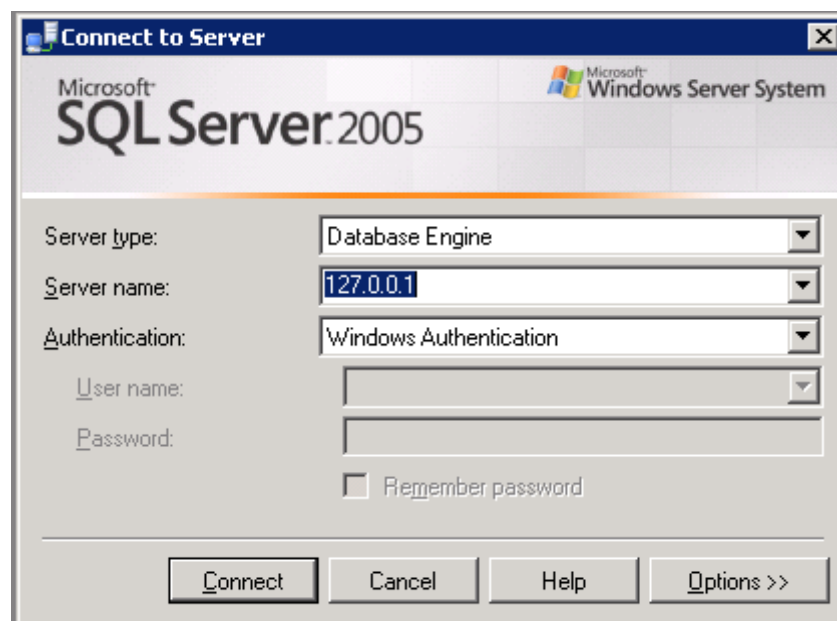 Connect to Server
Microsoft
SQL Server 2005
Microsoft
Windows Server System
Server type: Database Engine
Server name: 127.0.0.1
Authentication: Windows Authentication
User name:
Password:
Remember password
Connect Cancel Help Options >>